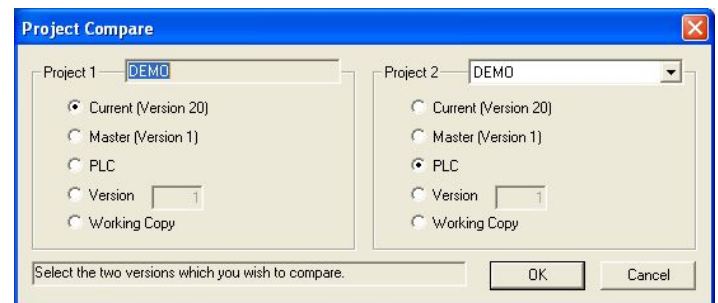 Project Compare
Project 1 DEMO
Current (Version 20)
Master (Version 1)
PLC
Version 1
Working Copy
Project 2 DEMO
Current (Version 20)
Master (Version 1)
PLC
Version 1
Working Copy
Select the two versions which you wish to compare.
OK Cancel